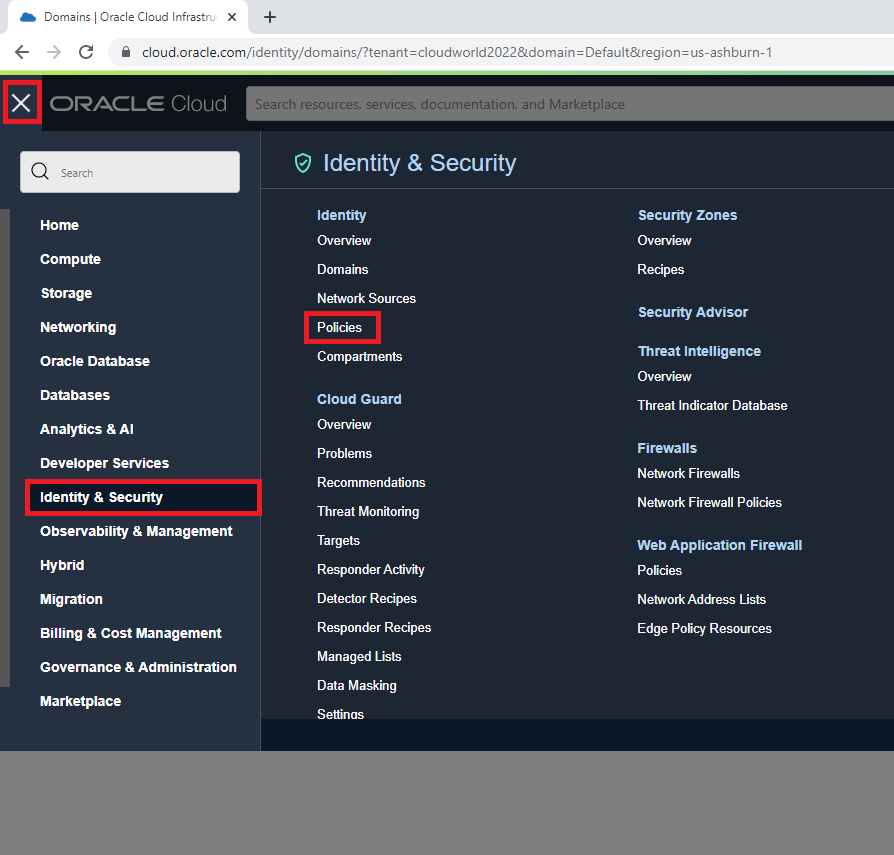 Domains | Oracle Cloud Infrastru
cloud.oracle.com/identity/domains/?tenant=cloudworld2022&domain=Default&region=us-ashburn-1
ORACLE Cloud
Search resources, services, documentation, and Marketplace
Search
Home
Compute
Storage
Networking
Oracle Database
Databases
Analytics & AI
Developer Services
Identity & Security
Observability & Management
Hybrid
Migration
Billing & Cost Management
Governance & Administration
Marketplace
Identity & Security
Identity
Overview
Domains
Network Sources
Policies
Compartments
Cloud Guard
Overview
Problems
Recommendations
Threat Monitoring
Targets
Responder Activity
Detector Recipes
Responder Recipes
Managed Lists
Data Masking
Settings
Security Zones
Overview
Recipes
Security Advisor
Threat Intelligence
Overview
Threat Indicator Database
Firewalls
Network Firewalls
Network Firewall Policies
Web Application Firewall
Policies
Network Address Lists
Edge Policy Resources